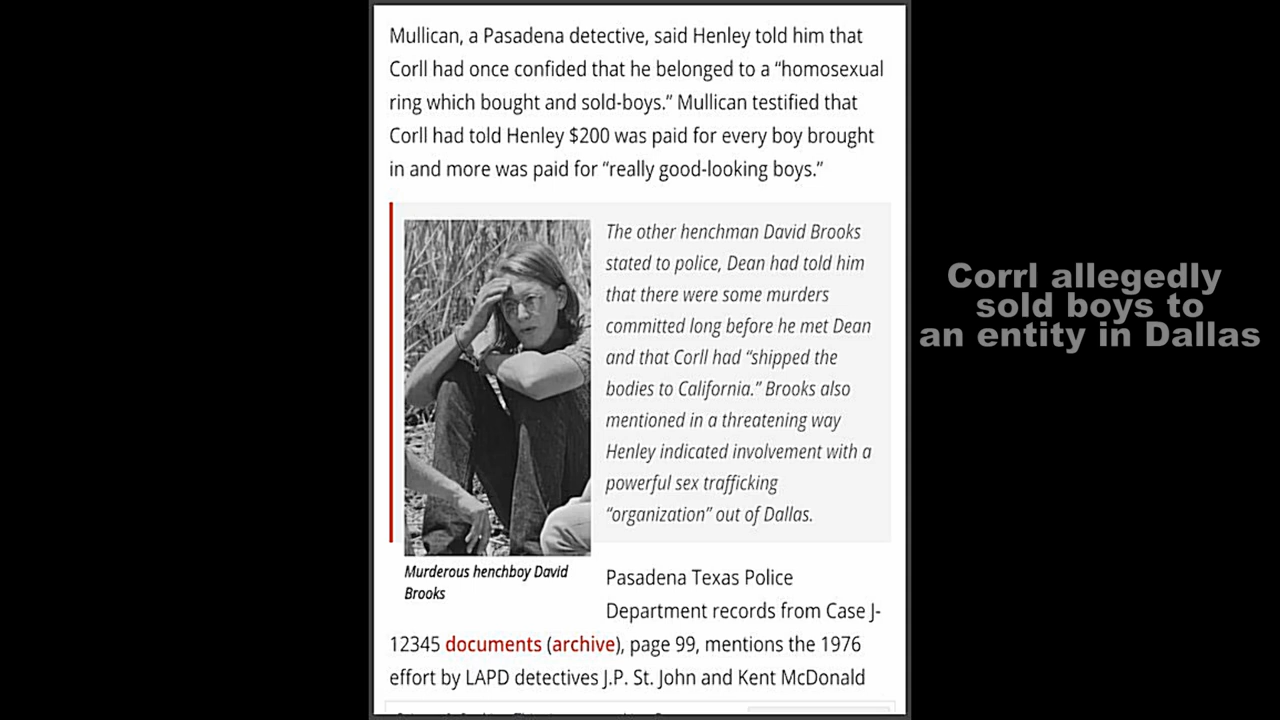 Mullican, a Pasadena detective, said Henley told him that
Corll had once confided that he belonged to a “homosexual
ring which bought and sold-boys.” Mullican testified that
Corll had told Henley $200 was paid for every boy brought
in and more was paid for “really good-looking boys.”
The other henchman David Brooks
stated to police, Dean had told him
that there were some murders
committed long before he met Dean
and that Corll had “shipped the
bodies to California.” Brooks also
mentioned in a threatening way
Henley indicated involvement with a
powerful sex trafficking
“organization” out of Dallas.
Murderous henchboy David
Brooks
Pasadena Texas Police
Department records from Case J-
12345 documents (archive), page 99, mentions the 1976
effort by LAPD detectives J.P. St. John and Kent McDonald
Corrl allegedly
sold boys to
an entity in Dallas